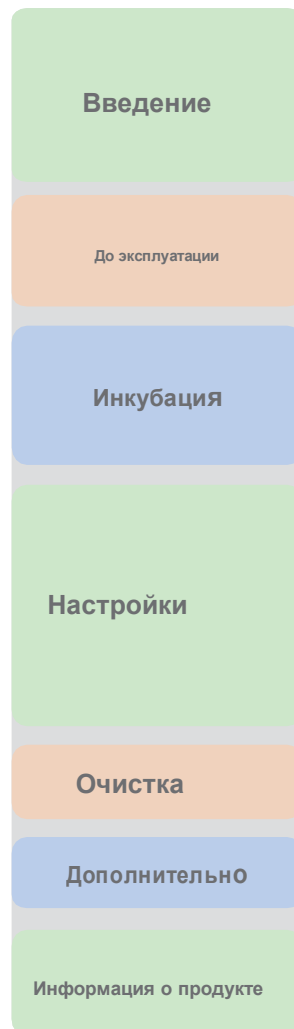 Введение
До эксплуатации
Инкубация
Настройки
Очистка
Дополнительно
Информация о продукте